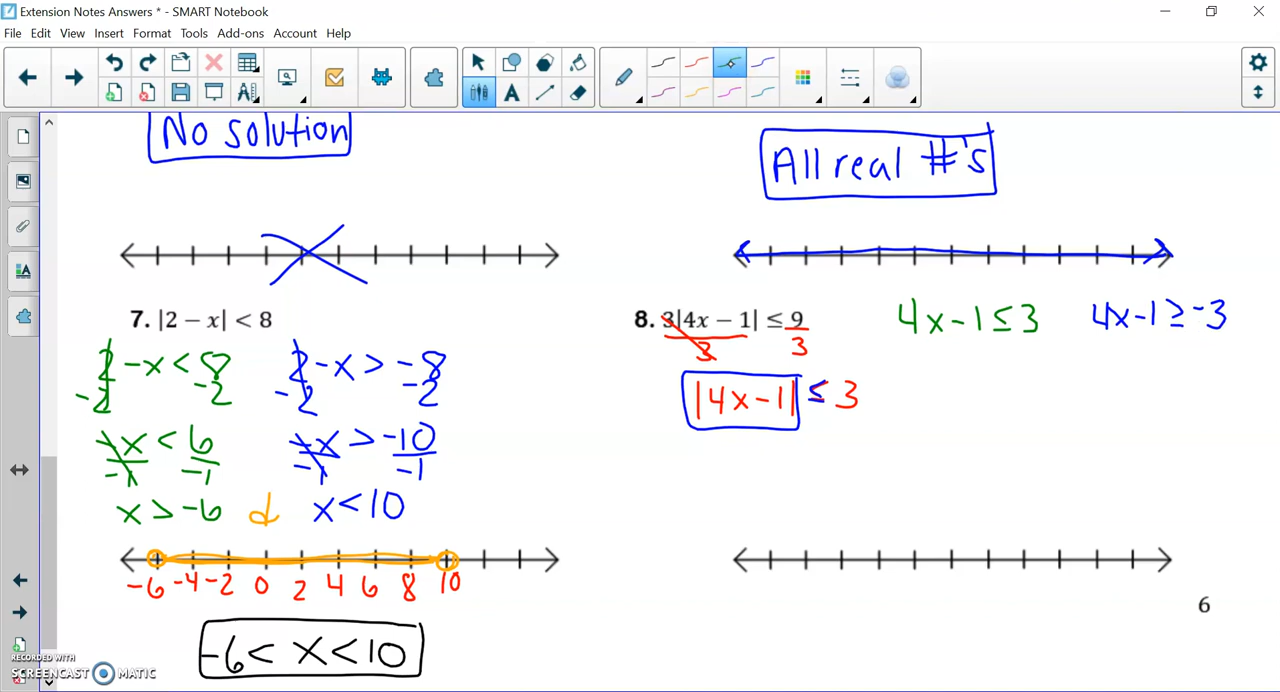 Extension Notes Answers * - SMART Notebook
File Edit View Insert Format Tools Add-ons Account Help
No solution
All real #'s
7. |2 − x| < 8
2 -x < 8
-2 -2
-x < 6
-1 -1
x > -6
&
2 -x > -8
-2 -2
-x > -10
-1 -1
x < 10
-6 -4 -2 0 2 4 6 8 10
-6 < x < 10
8. 3|4x − 1| ≤ 9
3 3
|4x-1| ≤ 3
4x-1 ≤ 3
4x-1 ≥ -3
6
RECORDED WITH
SCREENCAST MATIC